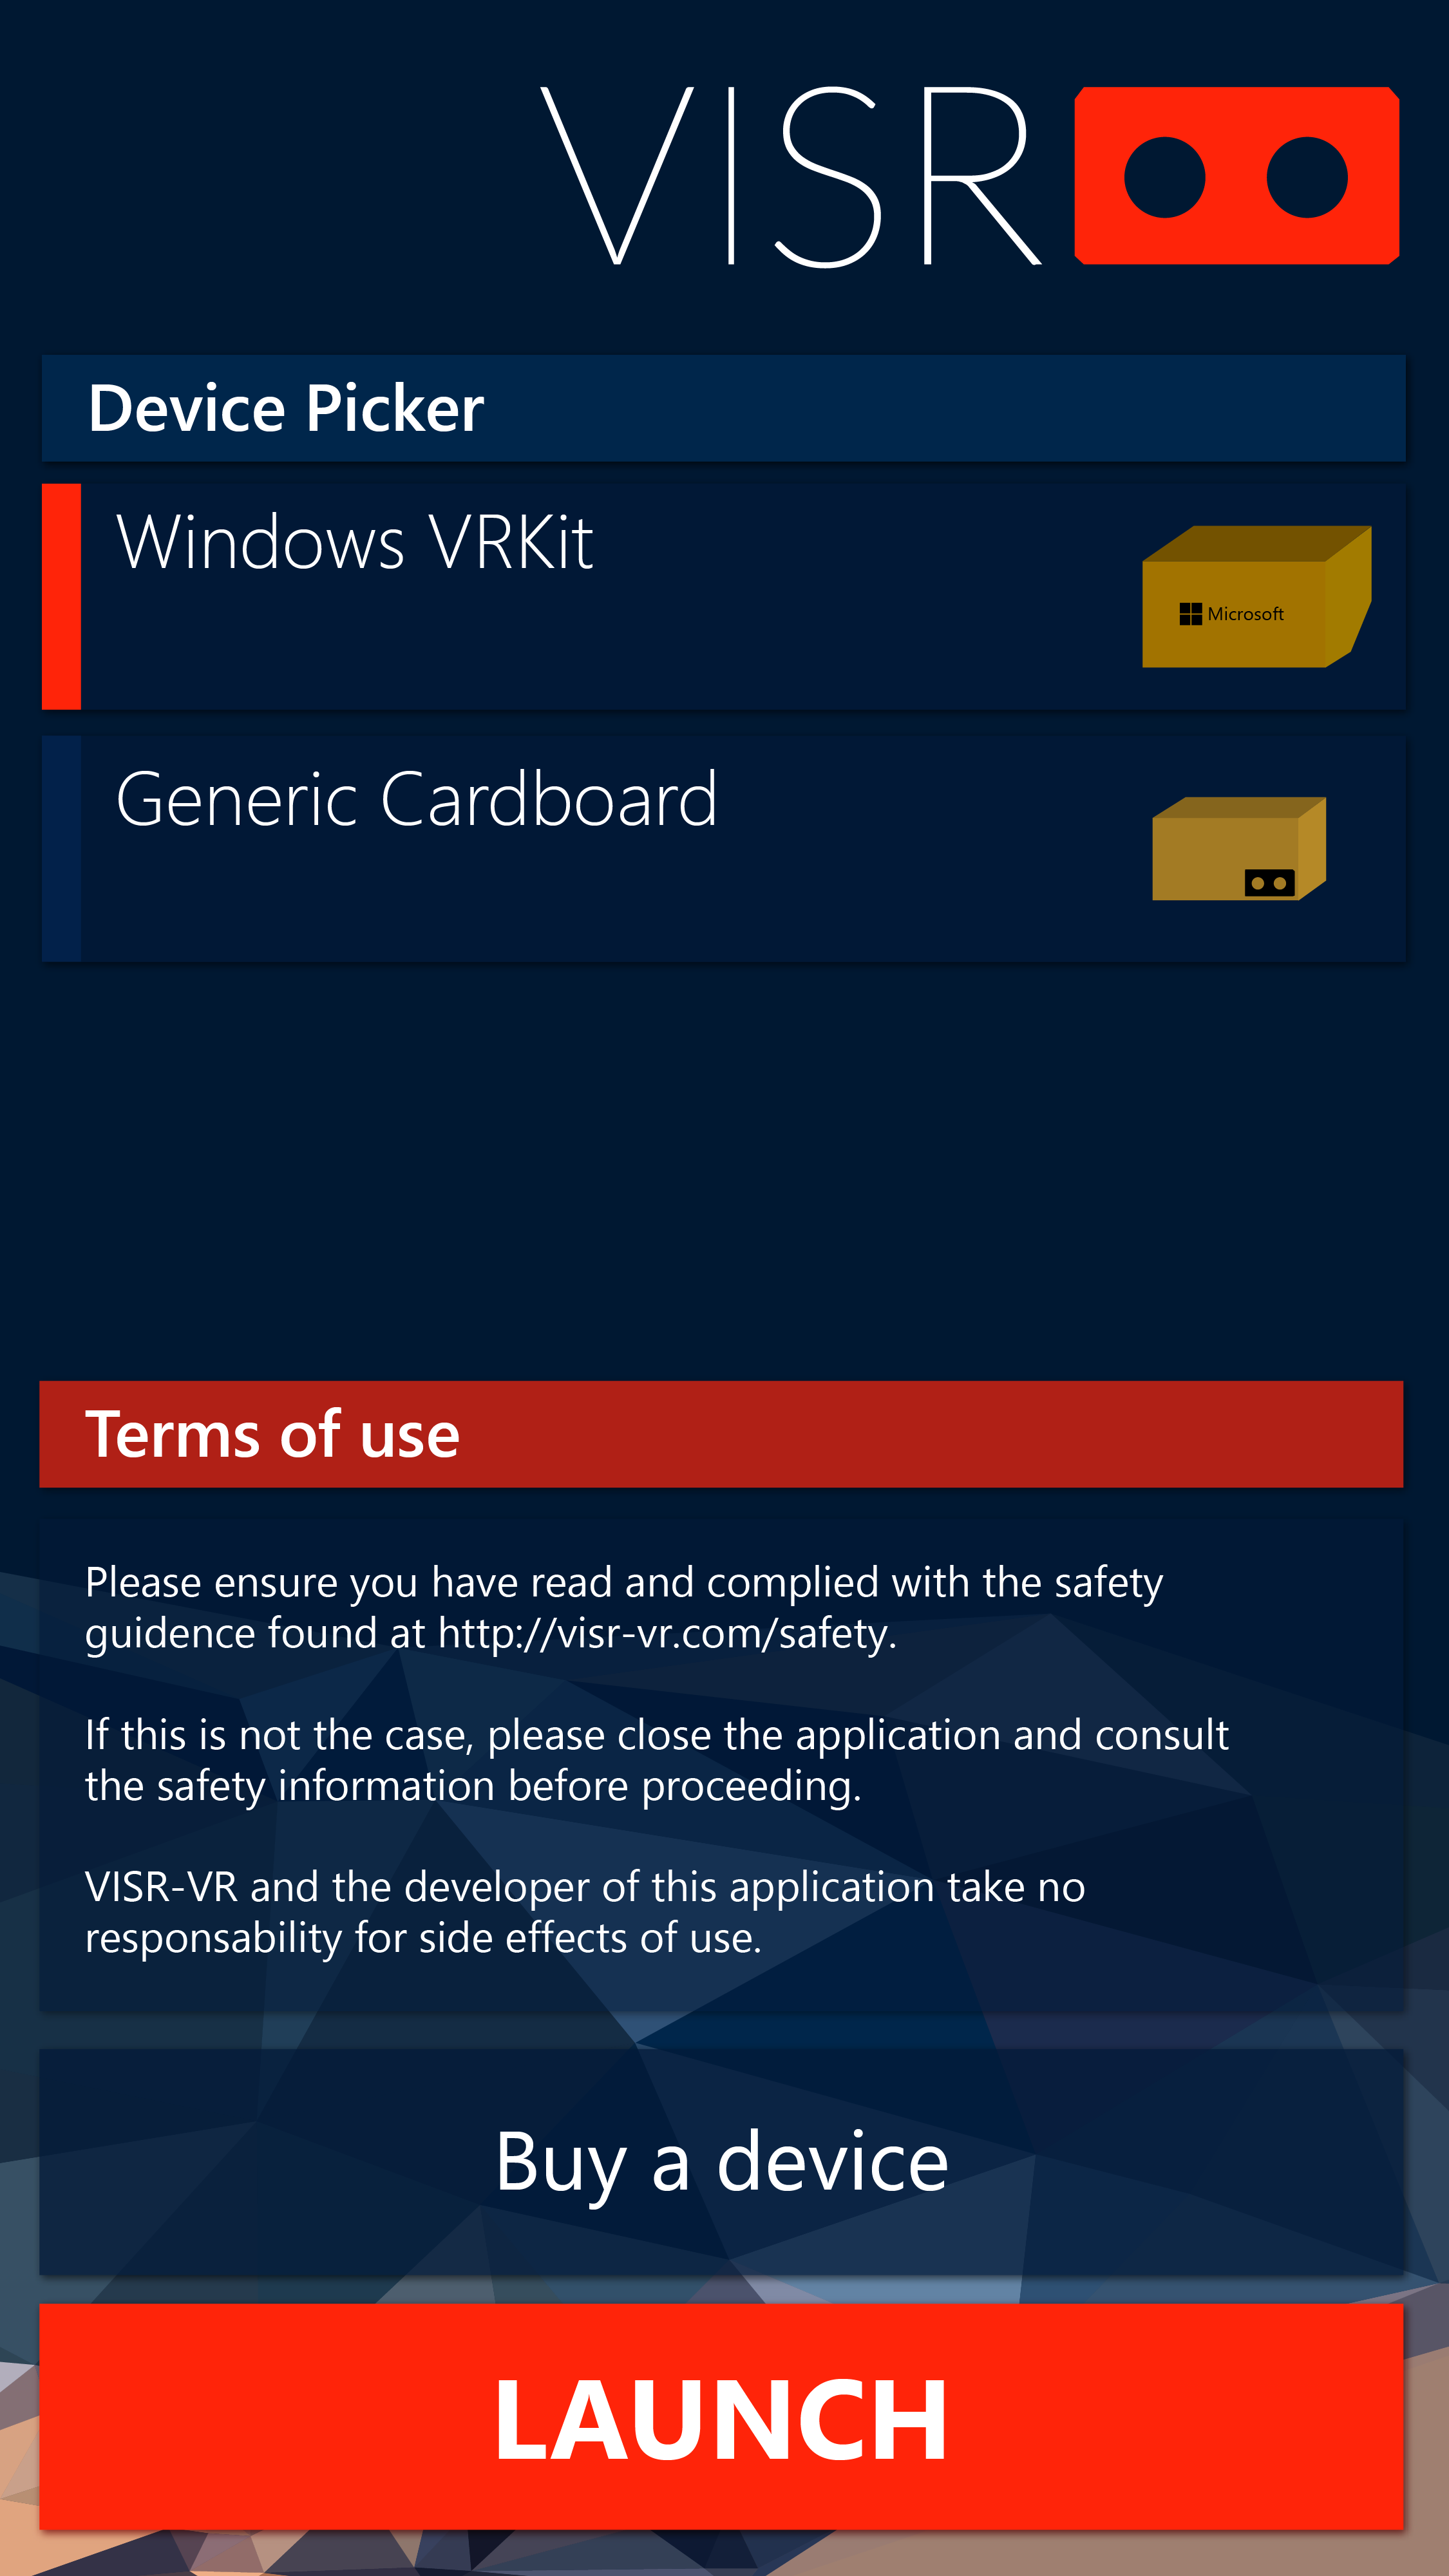 VISR
Device Picker
Windows VRKit
Microsoft
Generic Cardboard
Terms of use
Please ensure you have read and complied with the safety
guidence found at http://visr-vr.com/safety.
If this is not the case, please close the application and consult
the safety information before proceeding.
VISR-VR and the developer of this application take no
responsability for side effects of use.
Buy a device
LAUNCH